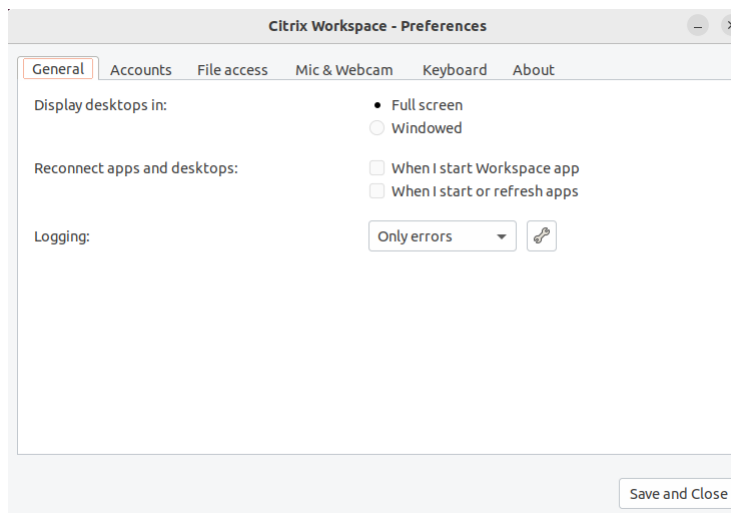 Citrix Workspace - Preferences
General Accounts File access Mic & Webcam Keyboard About
Display desktops in: Full screen
Windowed
Reconnect apps and desktops: When I start Workspace app
When I start or refresh apps
Logging: Only errors
Save and Close